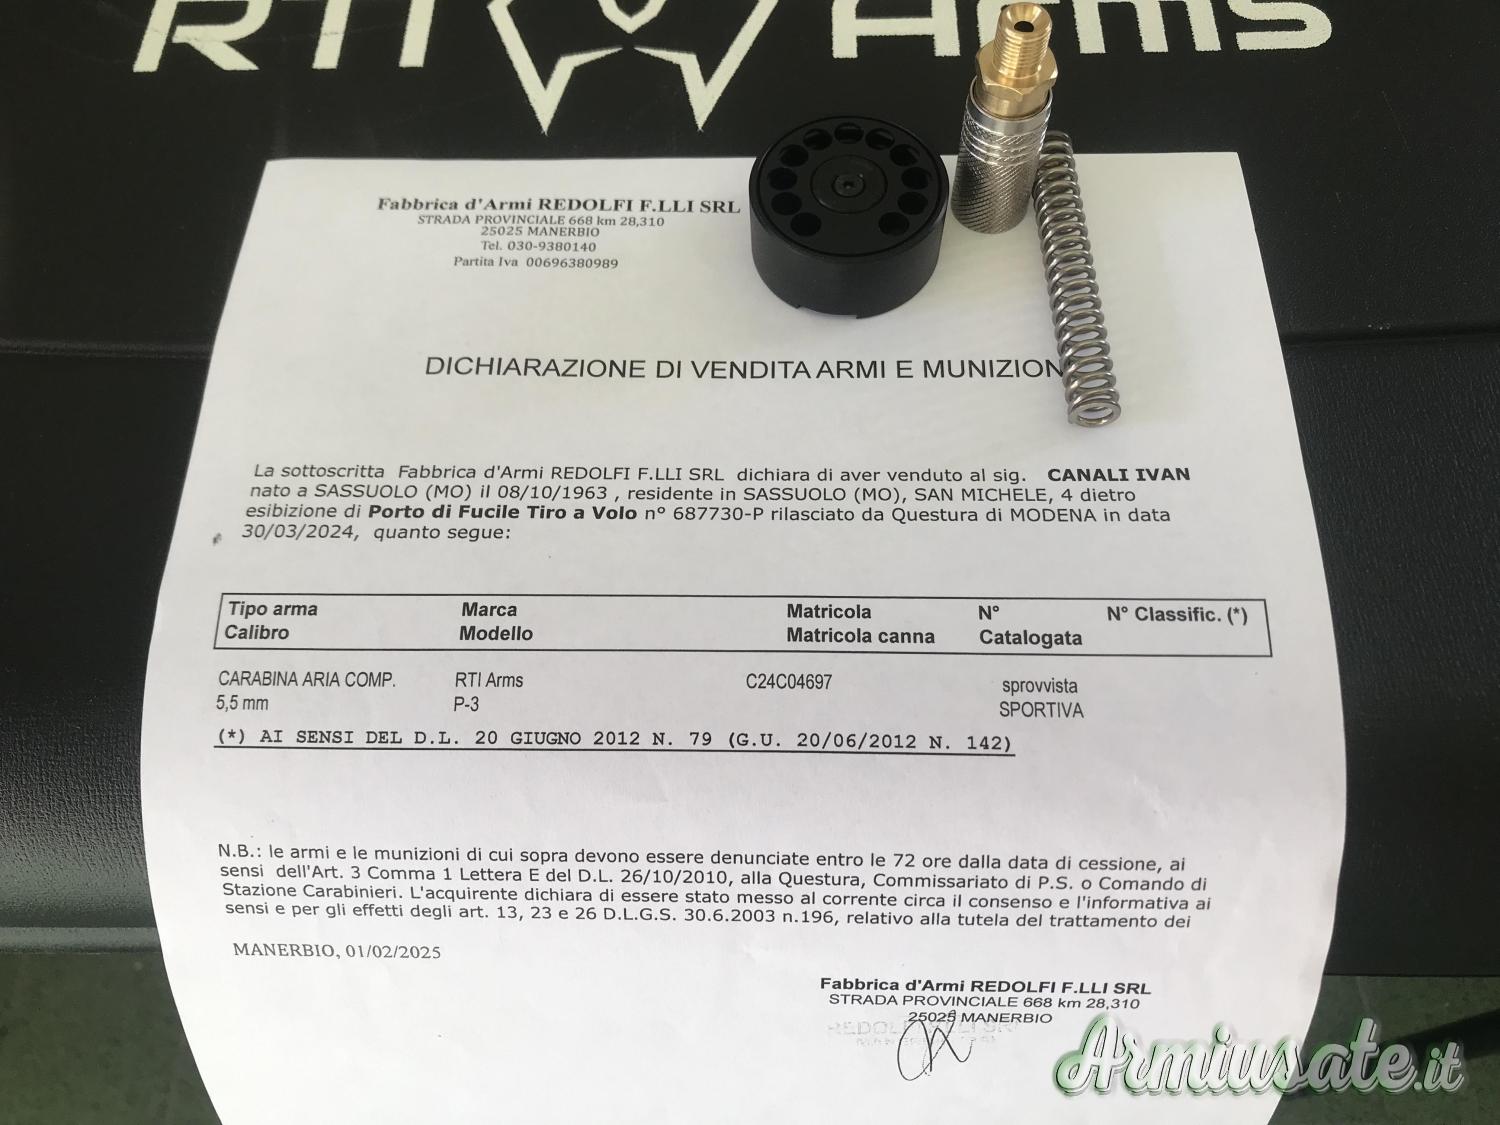 RTI Arms
Fabbrica d'Armi REDOLFI F.LLI SRL
STRADA PROVINCIALE 668 km 28,310
25025 MANERBIO
Tel. 030-9380140
Partita Iva 00696380989
DICHIARAZIONE DI VENDITA ARMI E MUNIZION
La sottoscritta Fabbrica d'Armi REDOLFI F.LLI SRL dichiara di aver venduto al sig. CANALI IVAN
nato a SASSUOLO (MO) il 08/10/1963 , residente in SASSUOLO (MO), SAN MICHELE, 4 dietro
esibizione di Porto di Fucile Tiro a Volo n° 687730-P rilasciato da Questura di MODENA in data
30/03/2024, quanto segue:
Tipo arma Marca Matricola N° N° Classific. (*)
Calibro Modello Matricola canna Catalogata
CARABINA ARIA COMP. RTI Arms C24C04697 sprovvista
5,5 mm P-3 SPORTIVA
(*) AI SENSI DEL D.L. 20 GIUGNO 2012 N. 79 (G.U. 20/06/2012 N. 142)
N.B.: le armi e le munizioni di cui sopra devono essere denunciate entro le 72 ore dalla data di cessione, ai
sensi dell'Art. 3 Comma 1 Lettera E del D.L. 26/10/2010, alla Questura, Commissariato di P.S. o Comando di
Stazione Carabinieri. L'acquirente dichiara di essere stato messo al corrente circa il consenso e l'informativa ai
sensi e per gli effetti degli art. 13, 23 e 26 D.L.G.S. 30.6.2003 n.196, relativo alla tutela del trattamento dei
MANERBIO, 01/02/2025
Fabbrica d'Armi REDOLFI F.LLI SRL
STRADA PROVINCIALE 668 km 28,310
25025 MANERBIO
Armiusate.it